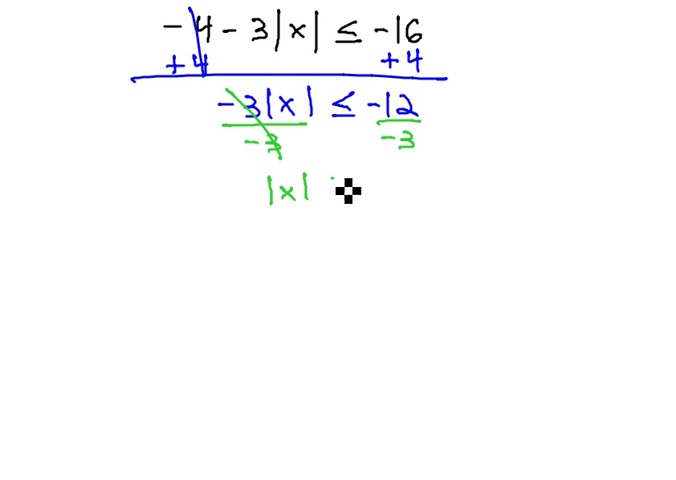 - 4 - 3|x| ≤ -16
+ 4 + 4
-3|x| ≤ -12
-3 -3
|x|